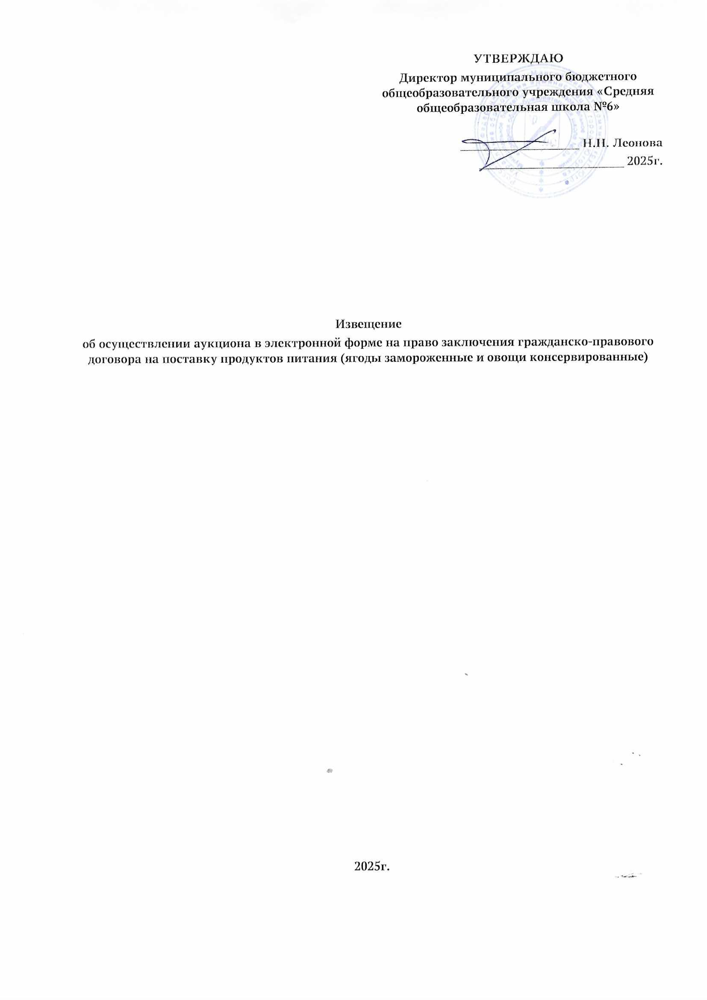 УТВЕРЖДАЮ
Директор муниципального бюджетного
общеобразовательного учреждения «Средняя
общеобразовательная школа №6»
Н.Н. Леонова
2025г.
Извещение
об осуществлении аукциона в электронной форме на право заключения гражданско-правового
договора на поставку продуктов питания (ягоды замороженные и овощи консервированные)
2025г.